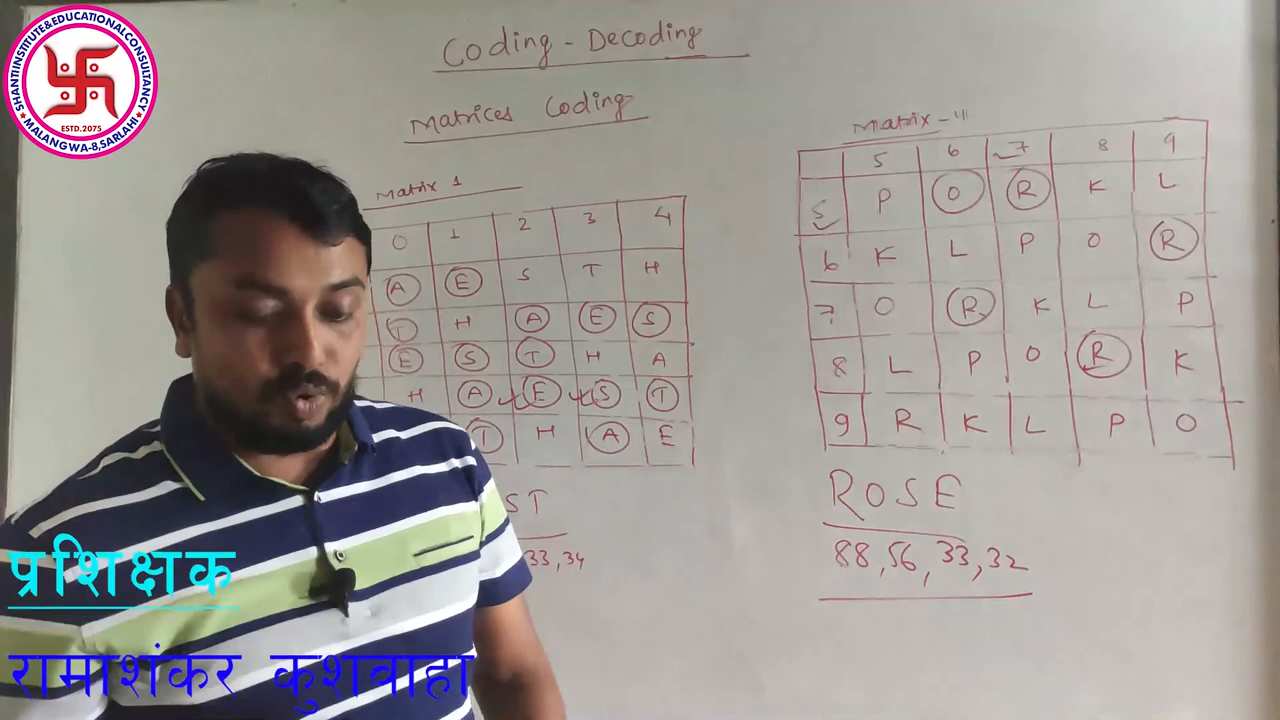 SHANTI INSTITUTE & EDUCATIONAL CONSULTANCY
ESTD.2075
★ MALANGWA-8, SARLAHI ★
Coding - Decoding
Matrices Coding
Matrix 1
0 1 2 3 4
A E S T H
T H A E S
E S T H A
H A E S T
T H A E
ST
33,34
Matrix - II
5 6 7 8 9
5 P O R K L
6 K L P O R
7 O R K L P
8 L P O R K
9 R K L P O
ROSE
88,56,33,32
प्रशिक्षक
रामाशंकर कुशवाहा